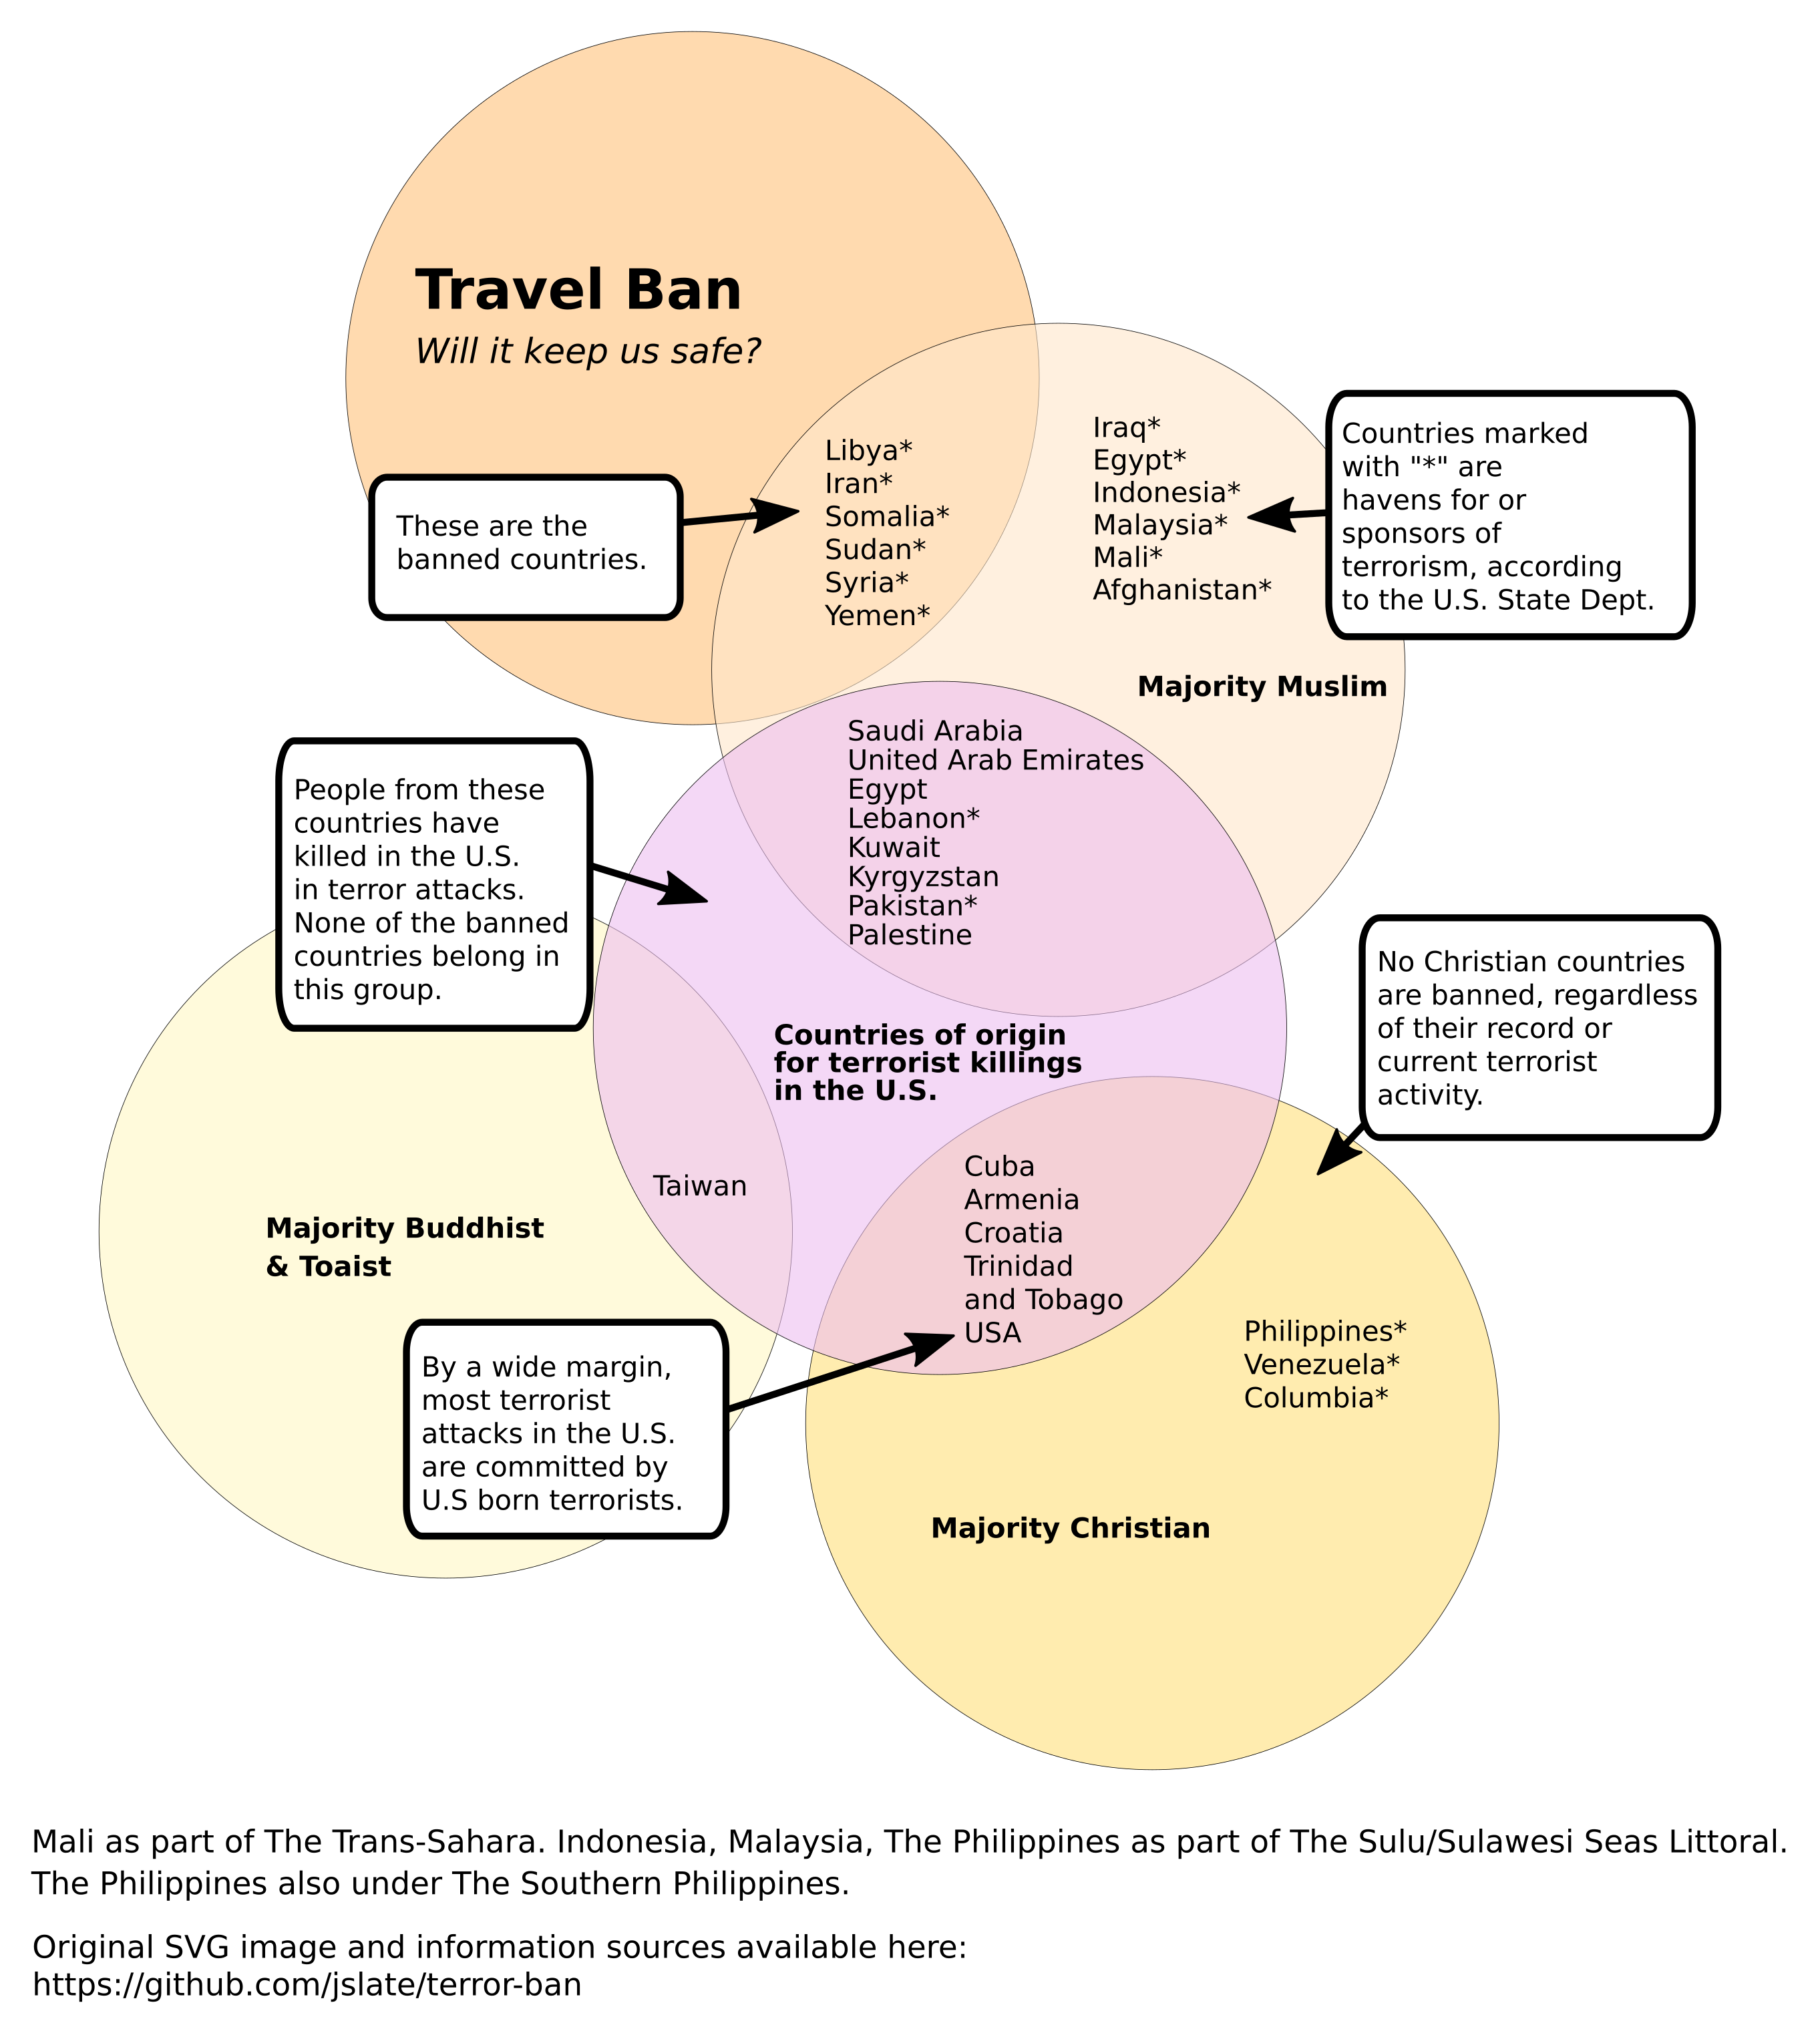 Travel Ban
Will it keep us safe?
These are the
banned countries.
Libya*
Iran*
Somalia*
Sudan*
Syria*
Yemen*
Iraq*
Egypt*
Indonesia*
Malaysia*
Mali*
Afghanistan*
Countries marked
with "*" are
havens for or
sponsors of
terrorism, according
to the U.S. State Dept.
Majority Muslim
People from these
countries have
killed in the U.S.
in terror attacks.
None of the banned
countries belong in
this group.
Saudi Arabia
United Arab Emirates
Egypt
Lebanon*
Kuwait
Kyrgyzstan
Pakistan*
Palestine
No Christian countries
are banned, regardless
of their record or
current terrorist
activity.
Countries of origin
for terrorist killings
in the U.S.
Taiwan
Majority Buddhist
& Toaist
Cuba
Armenia
Croatia
Trinidad
and Tobago
USA
Philippines*
Venezuela*
Columbia*
By a wide margin,
most terrorist
attacks in the U.S.
are committed by
U.S born terrorists.
Majority Christian
Mali as part of The Trans-Sahara. Indonesia, Malaysia, The Philippines as part of The Sulu/Sulawesi Seas Littoral.
The Philippines also under The Southern Philippines.
Original SVG image and information sources available here:
https://github.com/jslate/terror-ban